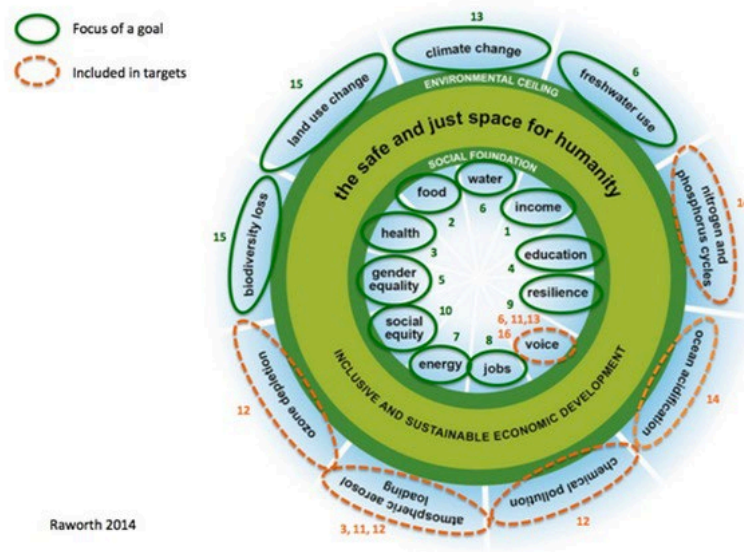 Focus of a goal
Included in targets
13
climate change
6
freshwater use
15
land use change
ENVIRONMENTAL CEILING
the safe and just space for humanity
SOCIAL FOUNDATION
nitrogen and
phosphorus cycles
15
biodiversity loss
water
6
food
2
income
1
health
3
education
4
gender
equality
5
resilience
9
social
equity
10
6, 11,13
16
voice
energy
7
jobs
8
INCLUSIVE AND SUSTAINABLE ECONOMIC DEVELOPMENT
ocean acidification
14
ozone depletion
12
chemical pollution
12
atmospheric aerosol
loading
3, 11, 12
Raworth 2014